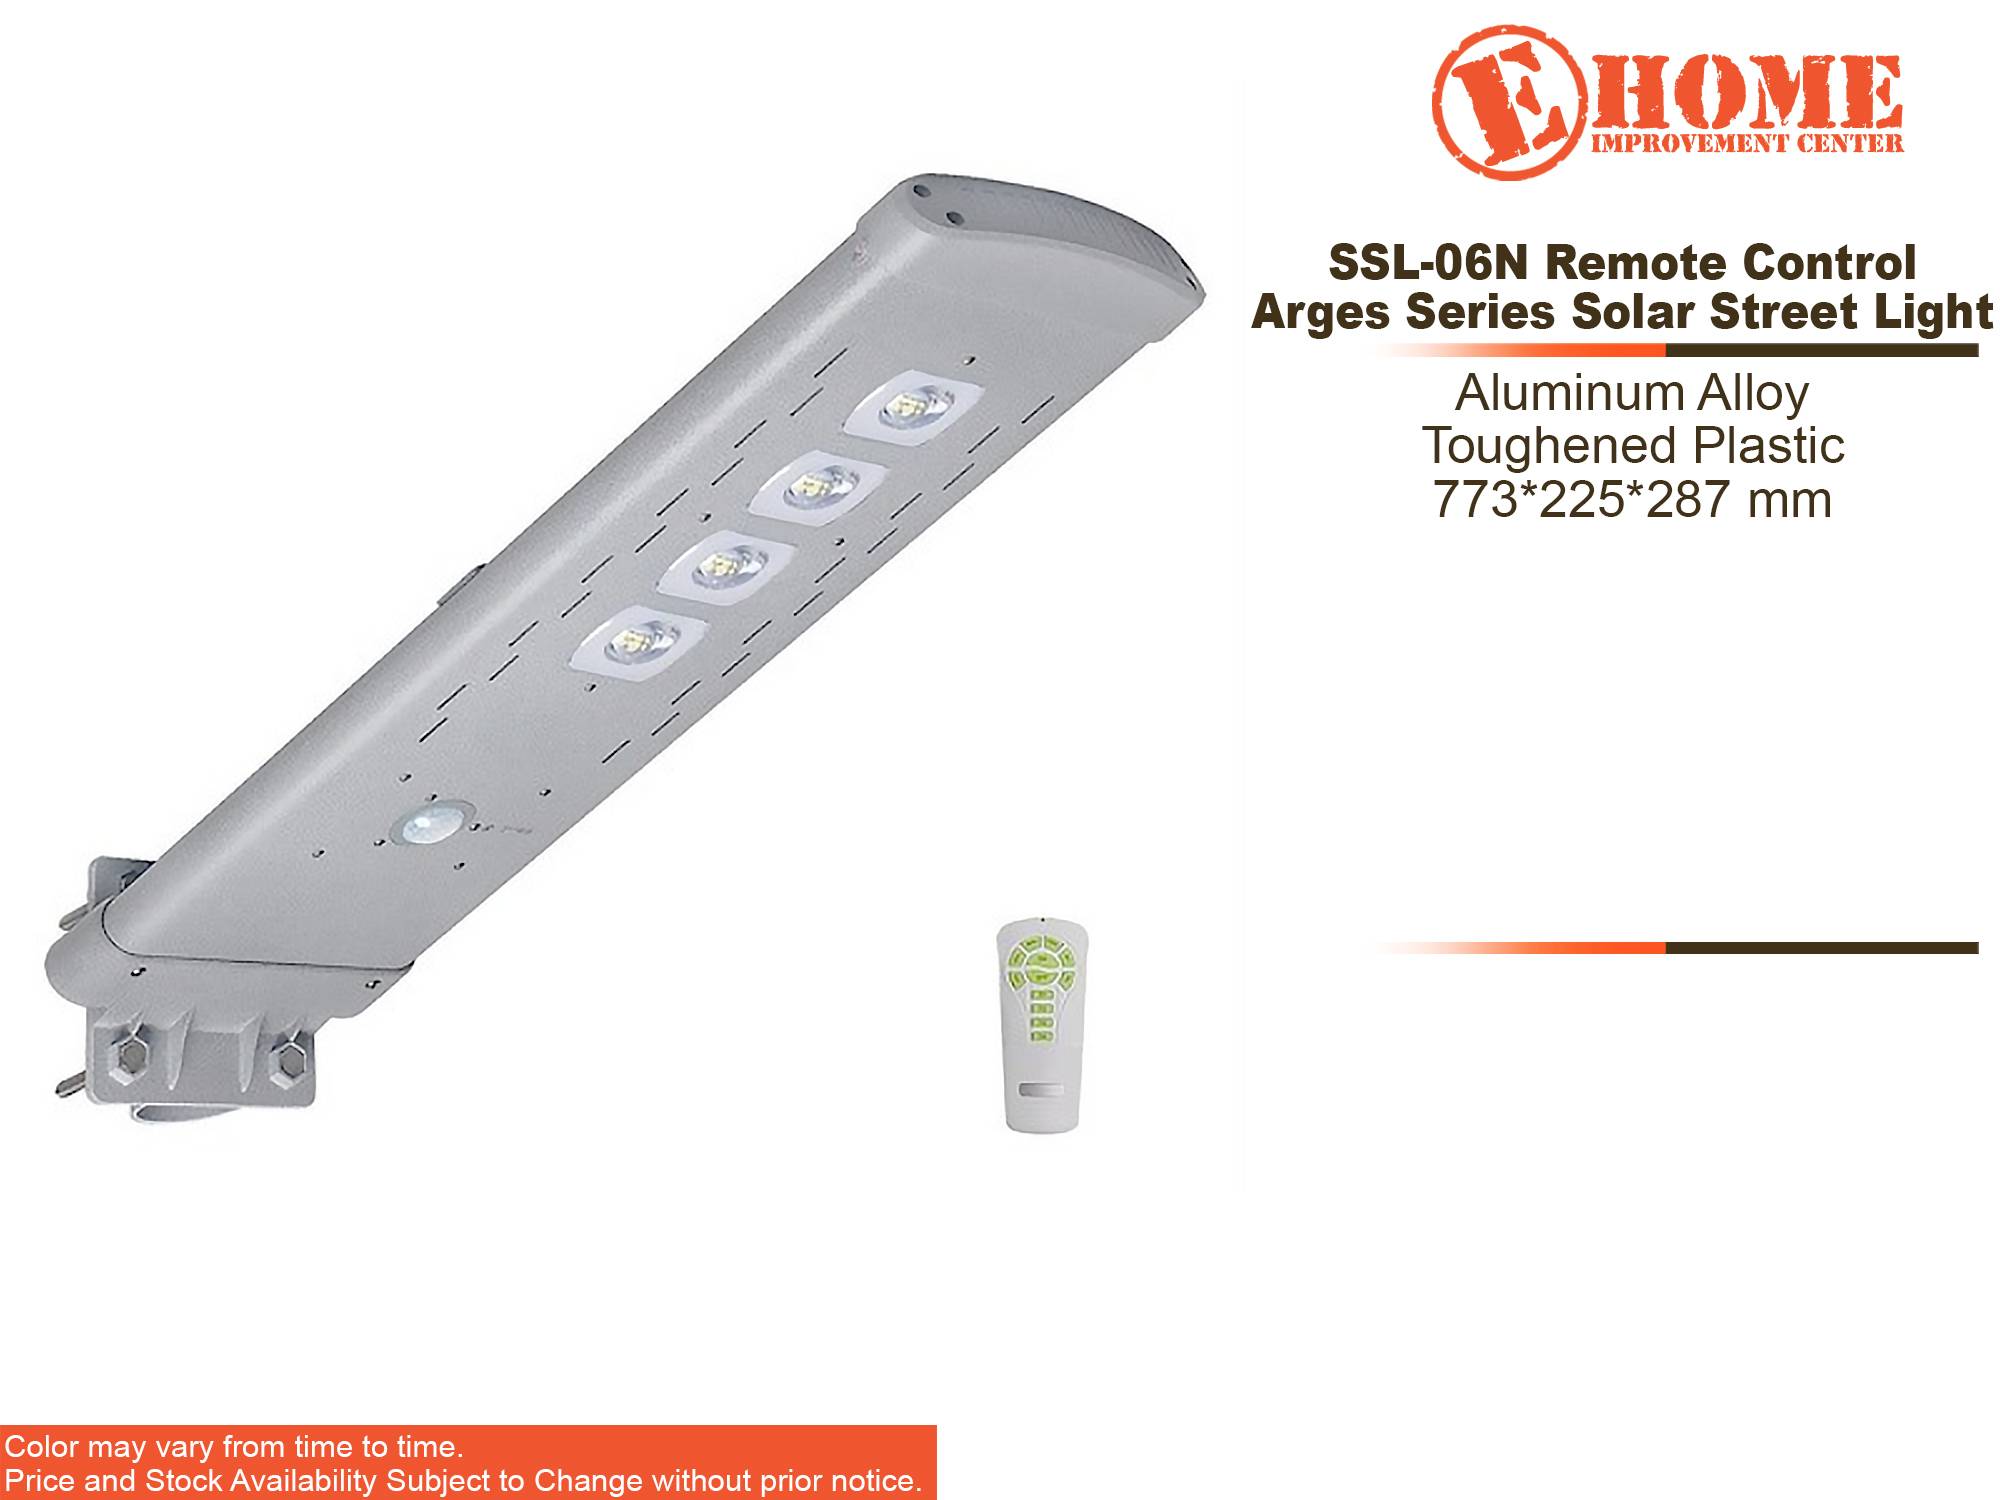 E HOME
IMPROVEMENT CENTER
SSL-06N Remote Control
Arges Series Solar Street Light
Aluminum Alloy
Toughened Plastic
773*225*287 mm
Color may vary from time to time.
Price and Stock Availability Subject to Change without prior notice.